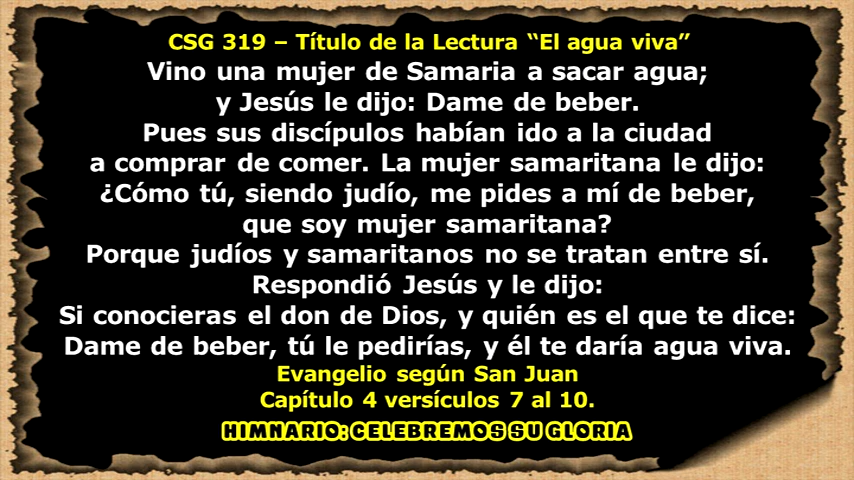 CSG 319 – Título de la Lectura “El agua viva”
Vino una mujer de Samaria a sacar agua;
y Jesús le dijo: Dame de beber.
Pues sus discípulos habían ido a la ciudad
a comprar de comer. La mujer samaritana le dijo:
¿Cómo tú, siendo judío, me pides a mí de beber,
que soy mujer samaritana?
Porque judíos y samaritanos no se tratan entre sí.
Respondió Jesús y le dijo:
Si conocieras el don de Dios, y quién es el que te dice:
Dame de beber, tú le pedirías, y él te daría agua viva.
Evangelio según San Juan
Capítulo 4 versículos 7 al 10.
HIMNARIO: CELEBREMOS SU GLORIA